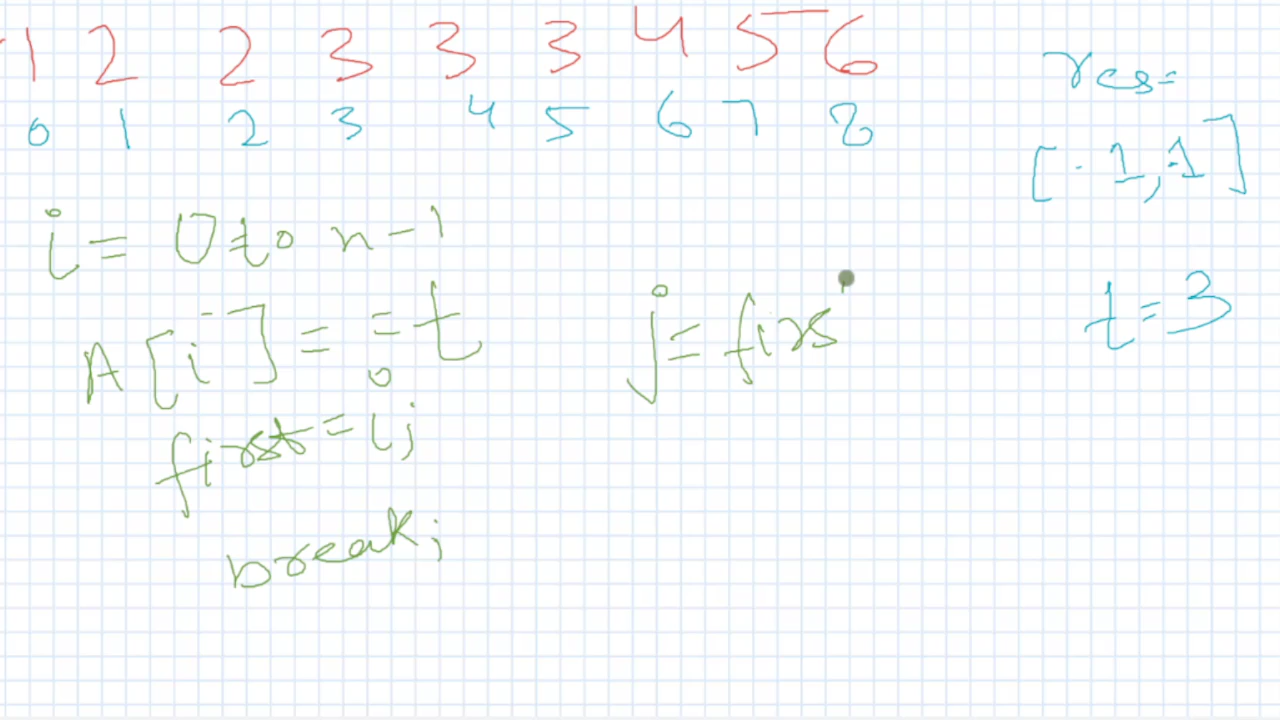 1 2 2 3 3 3 4 5 6
0 1 2 3 4 5 6 7 8
res=
[-1,-1]
i = 0 to n-1
A[i] = = t
first = i;
break;
j = firs
t = 3